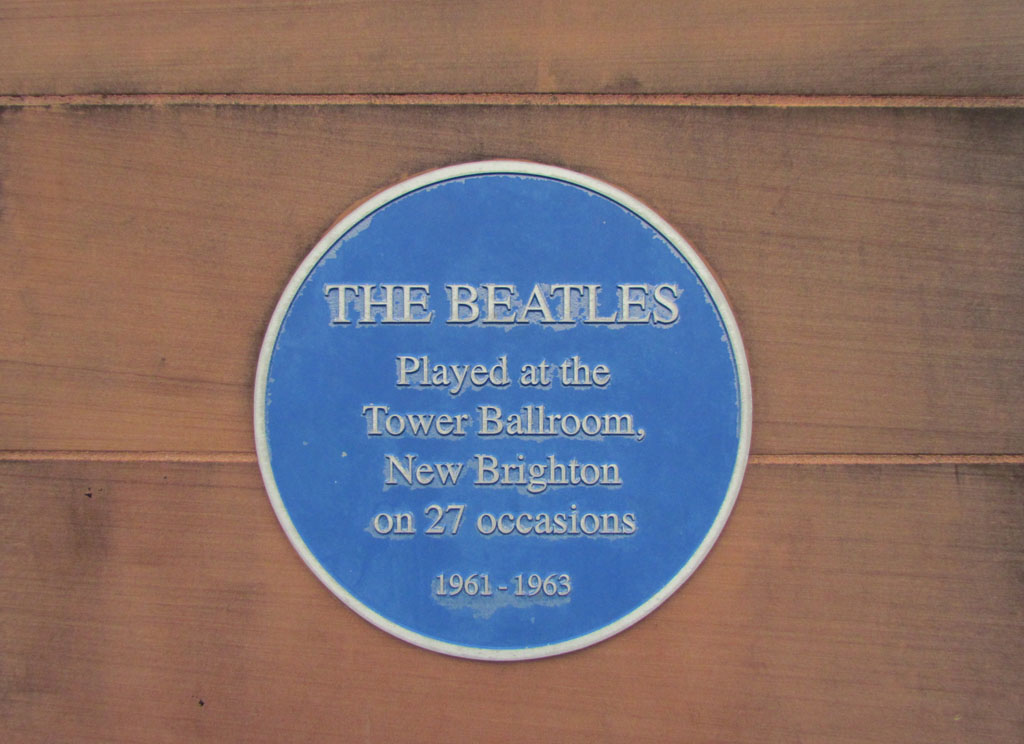 THE BEATLES
Played at the
Tower Ballroom,
New Brighton
on 27 occasions
1961 - 1963